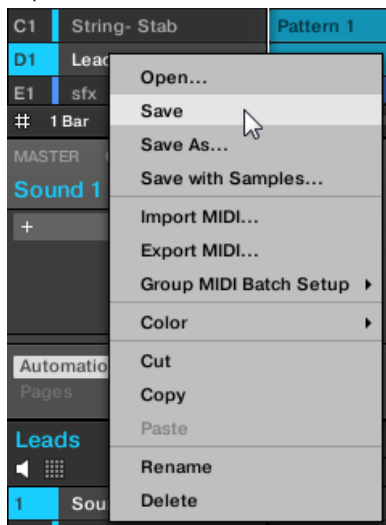 C1 String- Stab Pattern 1
D1 Lead
Open...
E1 sfx
Save
# 1 Bar
Save As...
MASTER
Save with Samples...
Sound 1
Import MIDI...
+
Export MIDI...
Group MIDI Batch Setup
Color
Automatio
Cut
Pages
Copy
Paste
Leads
Rename
1 Sou
Delete